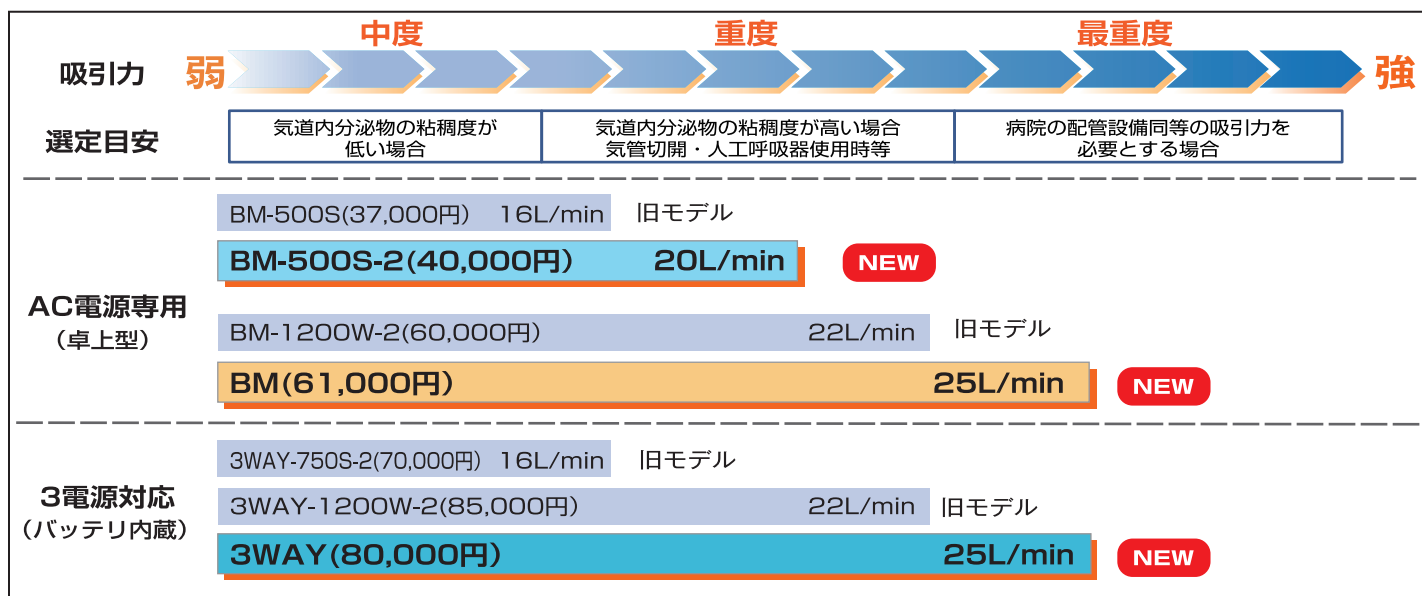 中度 重度 最重度
吸引力 弱 強
選定目安
気道内分泌物の粘稠度が
低い場合
気道内分泌物の粘稠度が高い場合
気管切開・人工呼吸器使用時等
病院の配管設備同等の吸引力を
必要とする場合
AC電源専用
（卓上型）
BM-500S(37,000円) 16L/min 旧モデル
BM-500S-2(40,000円) 20L/min NEW
BM-1200W-2(60,000円) 22L/min 旧モデル
BM(61,000円) 25L/min NEW
3電源対応
（バッテリ内蔵）
3WAY-750S-2(70,000円) 16L/min 旧モデル
3WAY-1200W-2(85,000円) 22L/min 旧モデル
3WAY(80,000円) 25L/min NEW